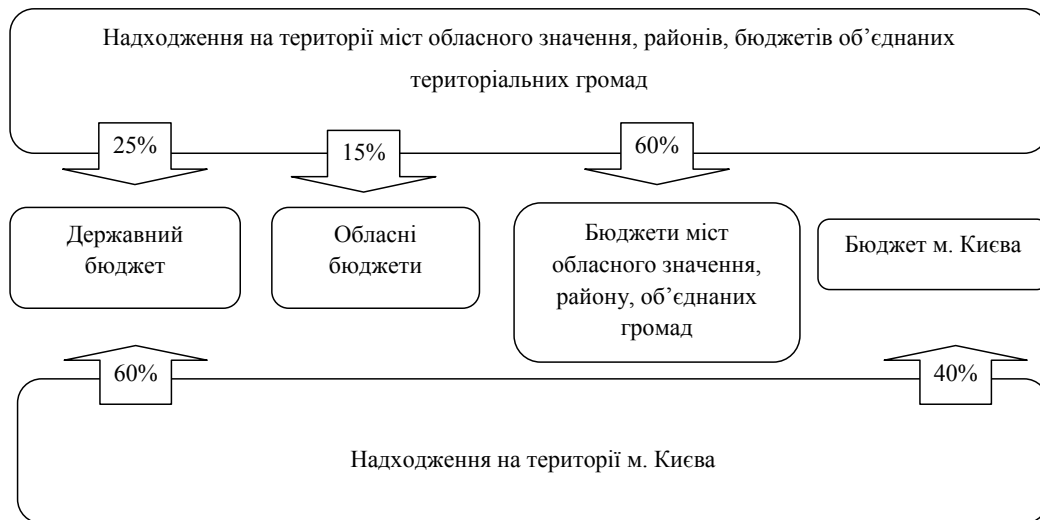 Надходження на території міст обласного значення, районів, бюджетів об’єднаних
територіальних громад
25%
15%
60%
Державний
бюджет
Обласні
бюджети
Бюджети міст
обласного значення,
району, об’єднаних
громад
Бюджет м. Києва
60%
40%
Надходження на території м. Києва